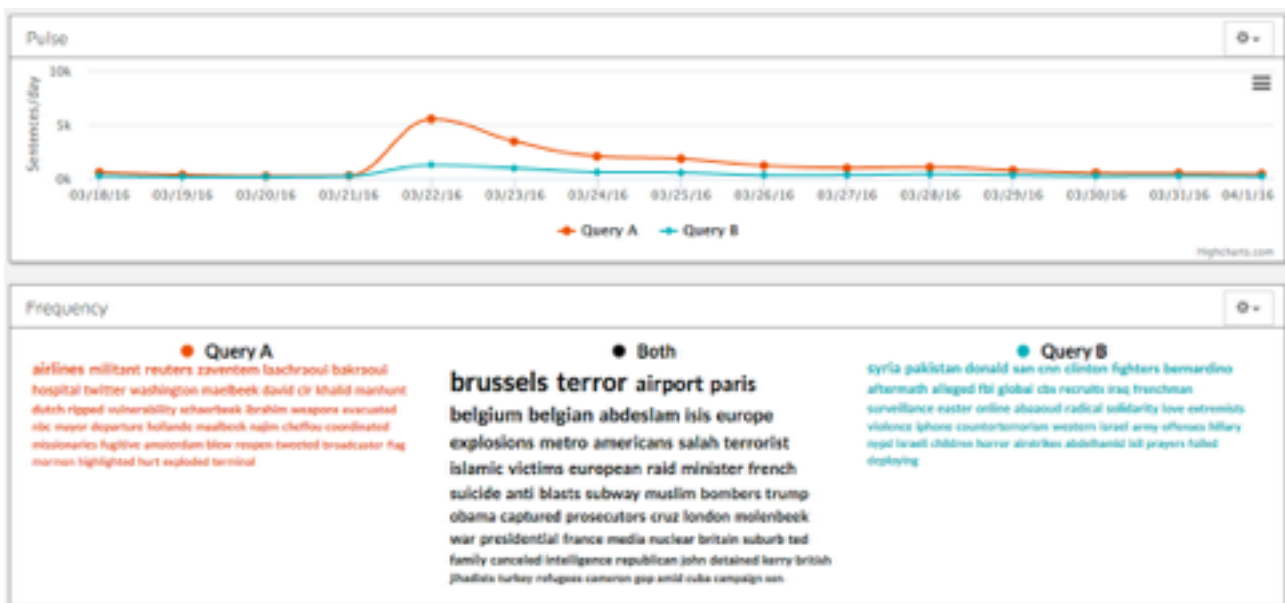 Pulse
Sentences/day
10k
5k
0k
03/18/16 03/19/16 03/20/16 03/21/16 03/22/16 03/23/16 03/24/16 03/25/16 03/26/16 03/27/16 03/28/16 03/29/16 03/30/16 03/31/16 04/1/16
Query A Query B
Highcharts.com
Frequency
Query A
airlines militant reuters zaventem laachraoui bakraoui
hospital twitter washington maelbeek david cir khalid manhunt
dutch ripped vulnerability schaerbeek ibrahim weapons evacuated
nbc mayor departure hollande maalbeek najim cheffou coordinated
missionaries fugitive amsterdam blew reopen tweeted broadcaster flag
mormon highlighted hurt exploded terminal
Both
brussels terror airport paris
belgium belgian abdeslam isis europe
explosions metro americans salah terrorist
islamic victims european raid minister french
suicide anti blasts subway muslim bombers trump
obama captured prosecutors cruz london molenbeek
war presidential france media nuclear britain suburb ted
family canceled intelligence republican john detained kerry british
jihadists turkey refugees cameron gop amid cuba campaign son
Query B
syria pakistan donald san cnn clinton fighters bernardino
aftermath alleged fbi global cbs recruits iraq frenchman
surveillance easter online abaaoud radical solidarity love extremists
violence iphone counterterrorism western israel army offenses hillary
nypd israeli children horror airstrikes abdelhamid isil prayers failed
deploying